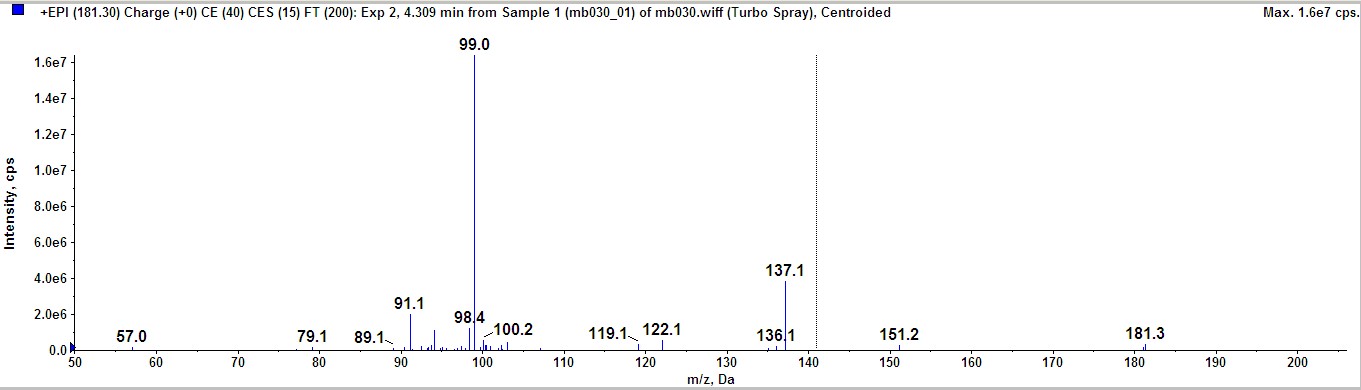 +EPI (181.30) Charge (+0) CE (40) CES (15) FT (200): Exp 2, 4.309 min from Sample 1 (mb030_01) of mb030.wiff (Turbo Spray), Centroided
Max. 1.6e7 cps.
99.0
1.6e7
1.4e7
1.2e7
1.0e7
8.0e6
6.0e6
4.0e6
2.0e6
0.0
Intensity, cps
137.1
91.1
98.4
57.0
79.1
89.1
100.2
119.1
122.1
136.1
151.2
181.3
50 60 70 80 90 100 110 120 130 140 150 160 170 180 190 200
m/z, Da